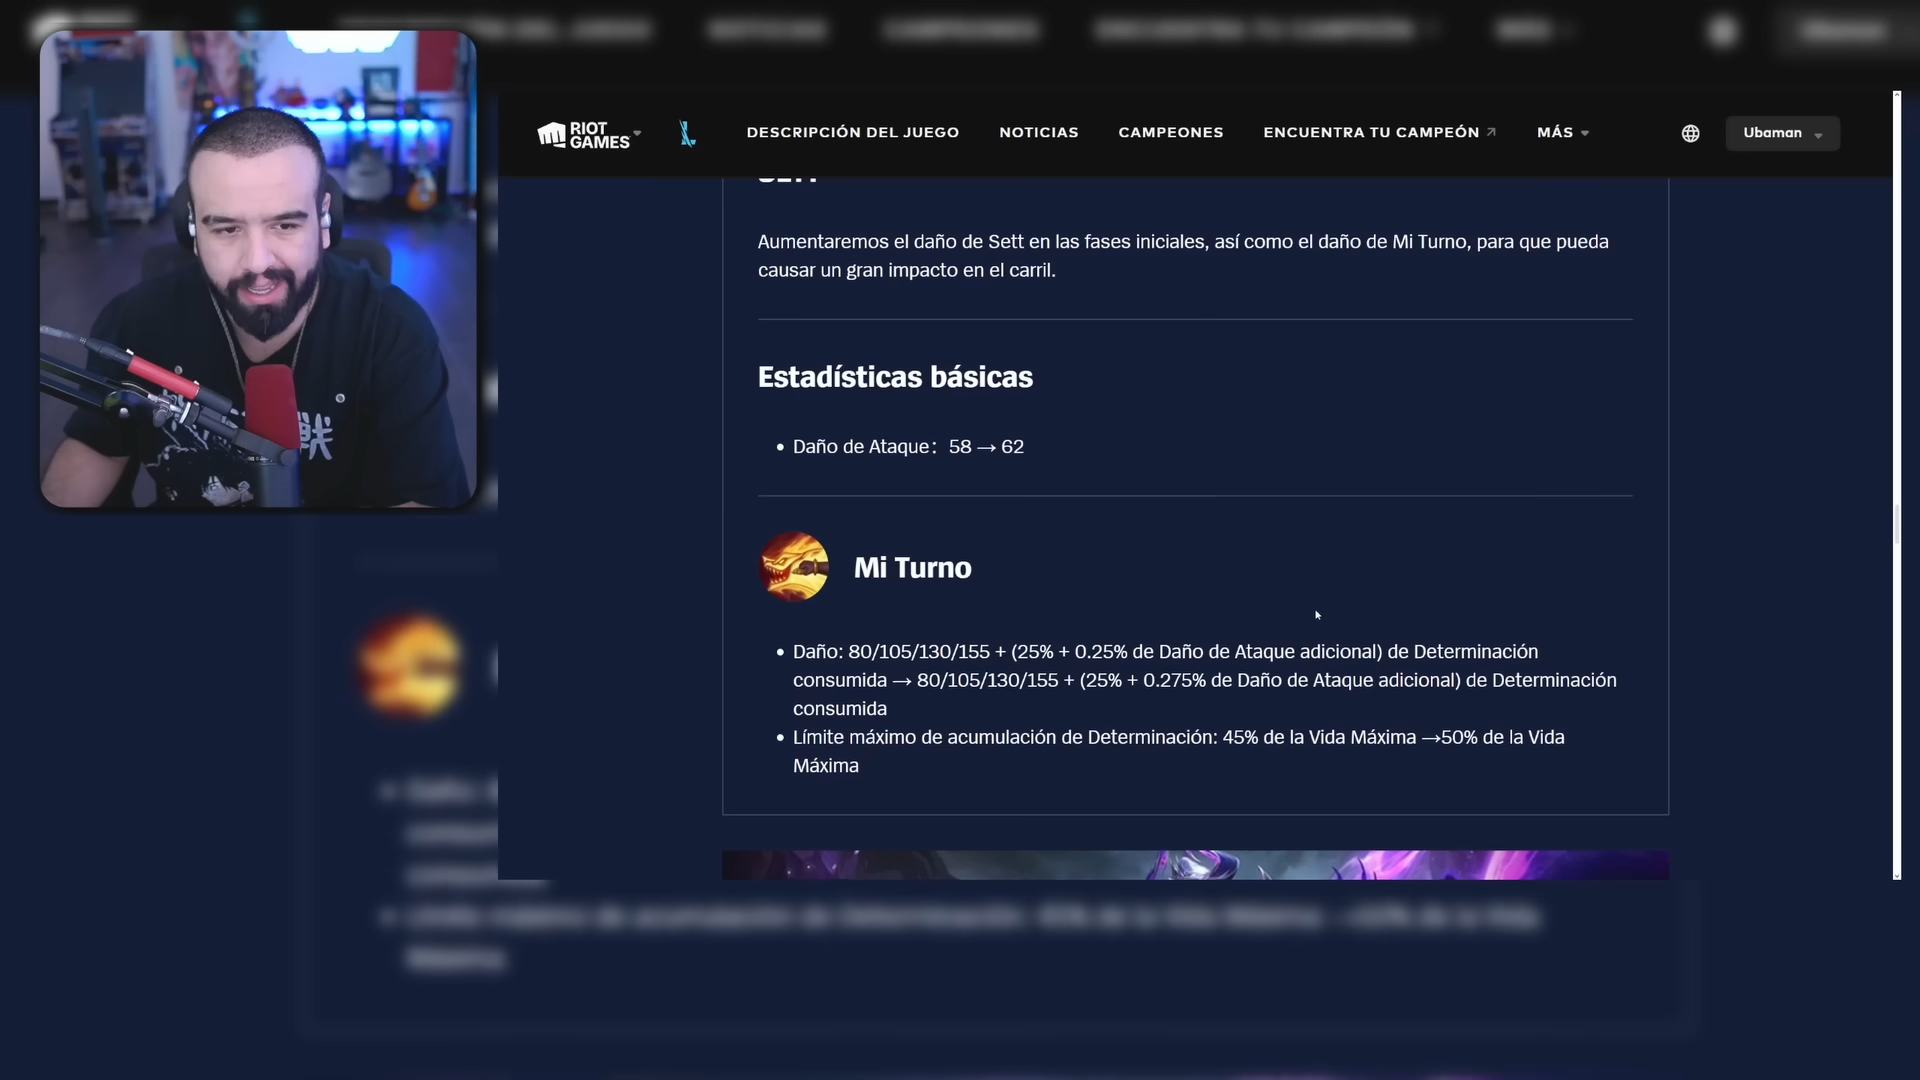 RIOT GAMES
DESCRIPCIÓN DEL JUEGO
NOTICIAS
CAMPEONES
ENCUENTRA TU CAMPEÓN
MÁS
Ubaman
SETT
Aumentaremos el daño de Sett en las fases iniciales, así como el daño de Mi Turno, para que pueda
causar un gran impacto en el carril.
Estadísticas básicas
• Daño de Ataque: 58 → 62
Mi Turno
• Daño: 80/105/130/155 + (25% + 0.25% de Daño de Ataque adicional) de Determinación
consumida → 80/105/130/155 + (25% + 0.275% de Daño de Ataque adicional) de Determinación
consumida
• Límite máximo de acumulación de Determinación: 45% de la Vida Máxima →50% de la Vida
Máxima